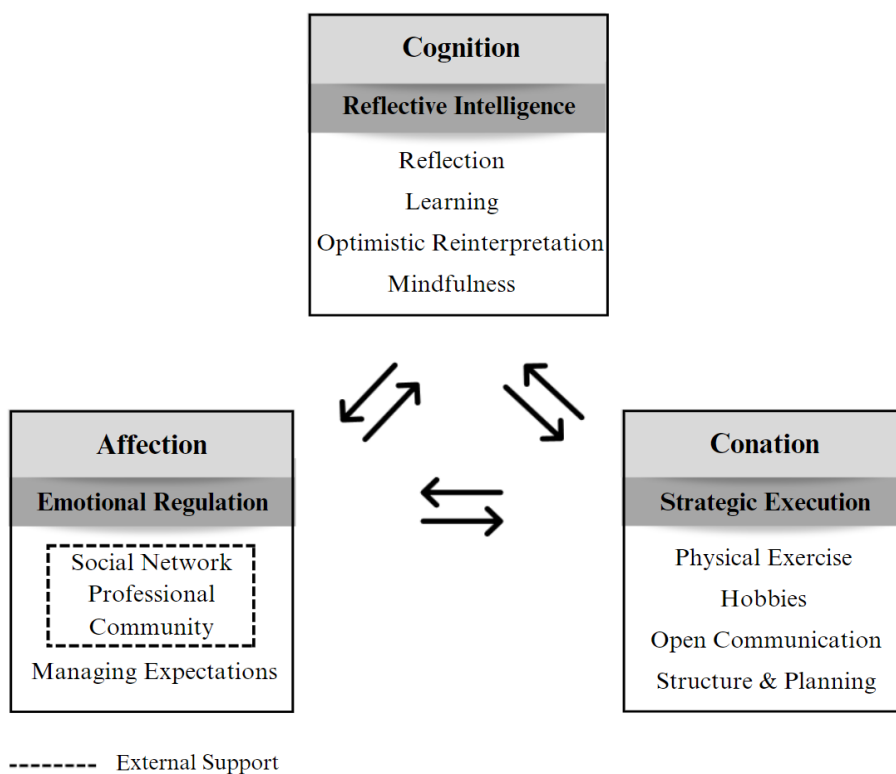 Cognition
Reflective Intelligence
Reflection
Learning
Optimistic Reinterpretation
Mindfulness
Affection
Emotional Regulation
Social Network
Professional
Community
Managing Expectations
Conation
Strategic Execution
Physical Exercise
Hobbies
Open Communication
Structure & Planning
External Support